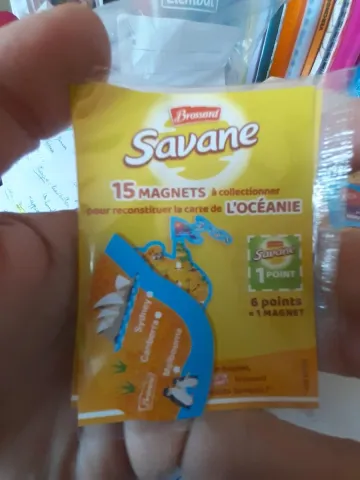 Brossard
Savane
15 MAGNETS à collectionner
pour reconstituer la carte de L'OCÉANIE
Savane
1 POINT
6 points
= 1 MAGNET
Sydney
Canberra
Melbourne
Brossard